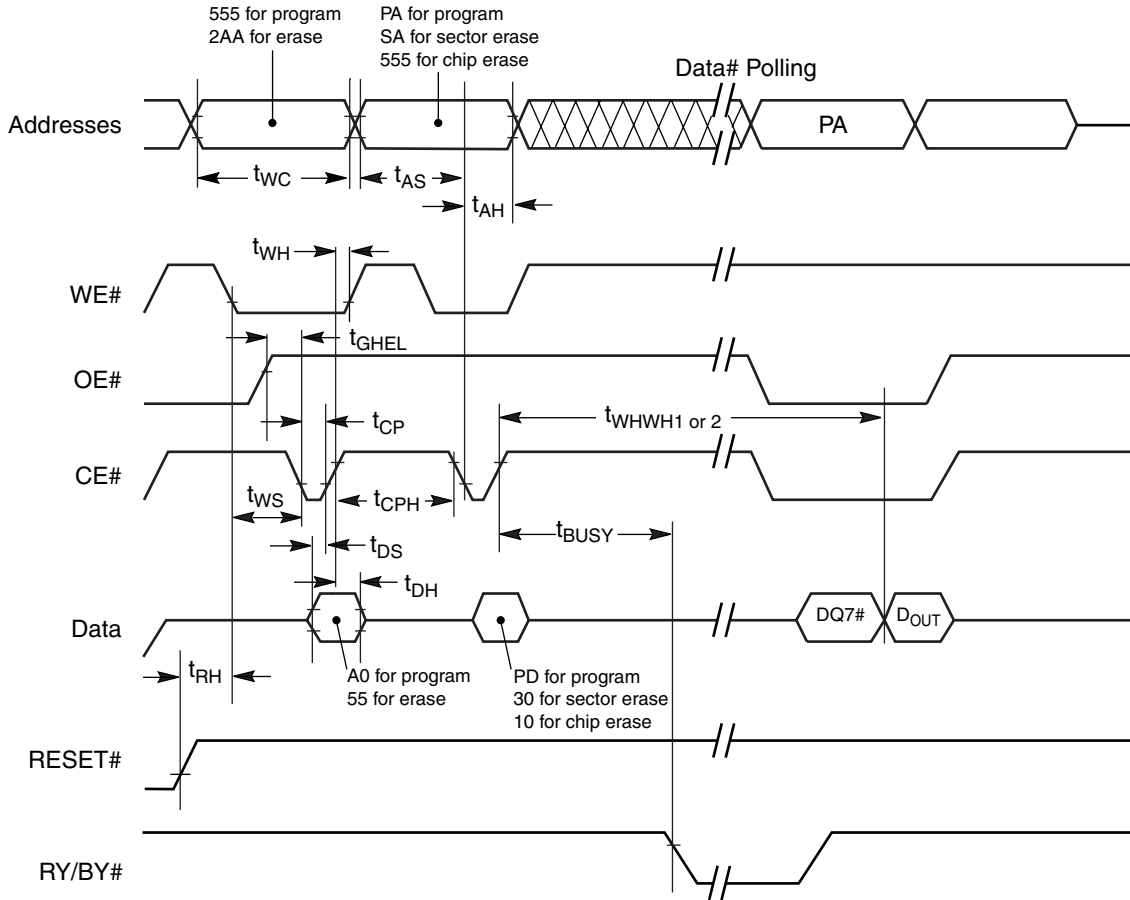 555 for program
2AA for erase
PA for program
SA for sector erase
555 for chip erase
Data# Polling
Addresses
PA
tWC
tAS
tAH
tWH
WE#
tGHEL
OE#
tWHWH1 or 2
tCP
CE#
tWS
tCPH
tBUSY
tDS
tDH
Data
DQ7#
DOUT
tRH
A0 for program
55 for erase
PD for program
30 for sector erase
10 for chip erase
RESET#
RY/BY#